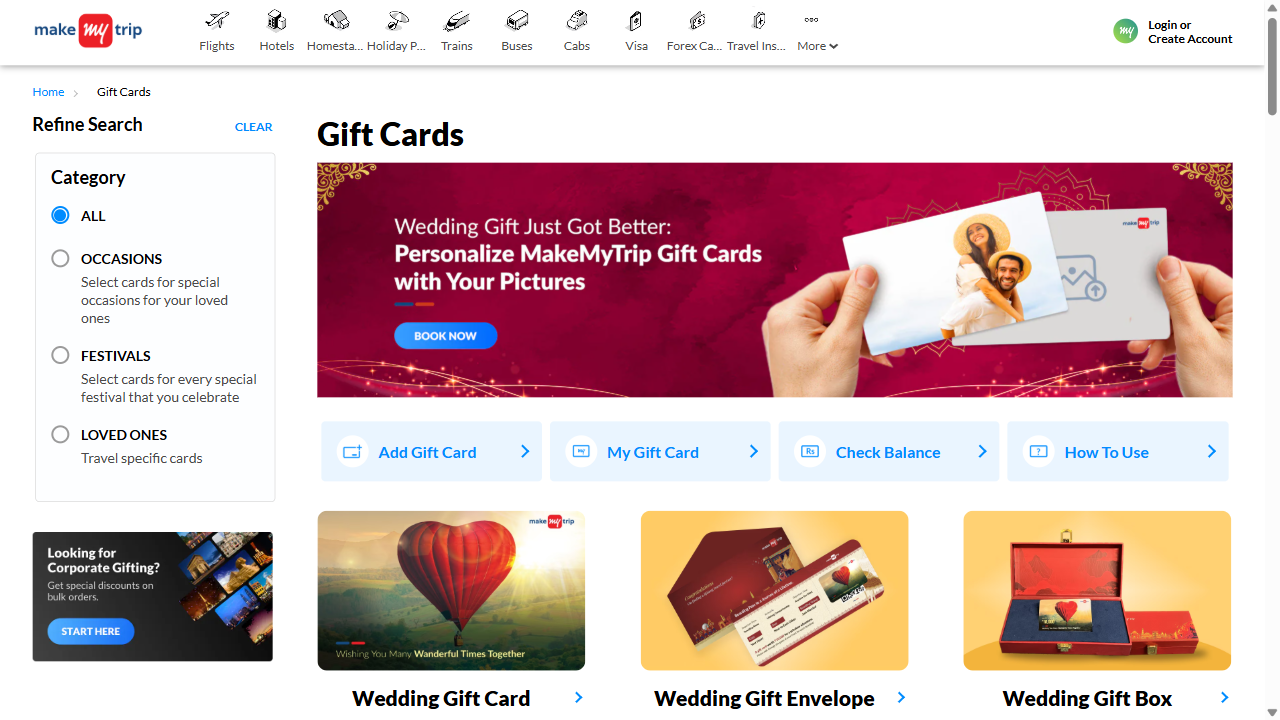 make my trip
Flights
Hotels
Homesta...
Holiday P...
Trains
Buses
Cabs
Visa
Forex Ca...
Travel Ins...
More
my
Login or
Create Account
Home
Gift Cards
Refine Search
CLEAR
Category
ALL
OCCASIONS
Select cards for special
occasions for your loved
ones
FESTIVALS
Select cards for every special
festival that you celebrate
LOVED ONES
Travel specific cards
Looking for
Corporate Gifting?
Get special discounts on
bulk orders.
START HERE
Gift Cards
Wedding Gift Just Got Better:
Personalize MakeMyTrip Gift Cards
with Your Pictures
BOOK NOW
make my trip
Add Gift Card
my
My Gift Card
Rs
Check Balance
?
How To Use
make my trip
Wishing You Many Wonderful Times Together
Wedding Gift Card
Wedding Gift Envelope
Wedding Gift Box